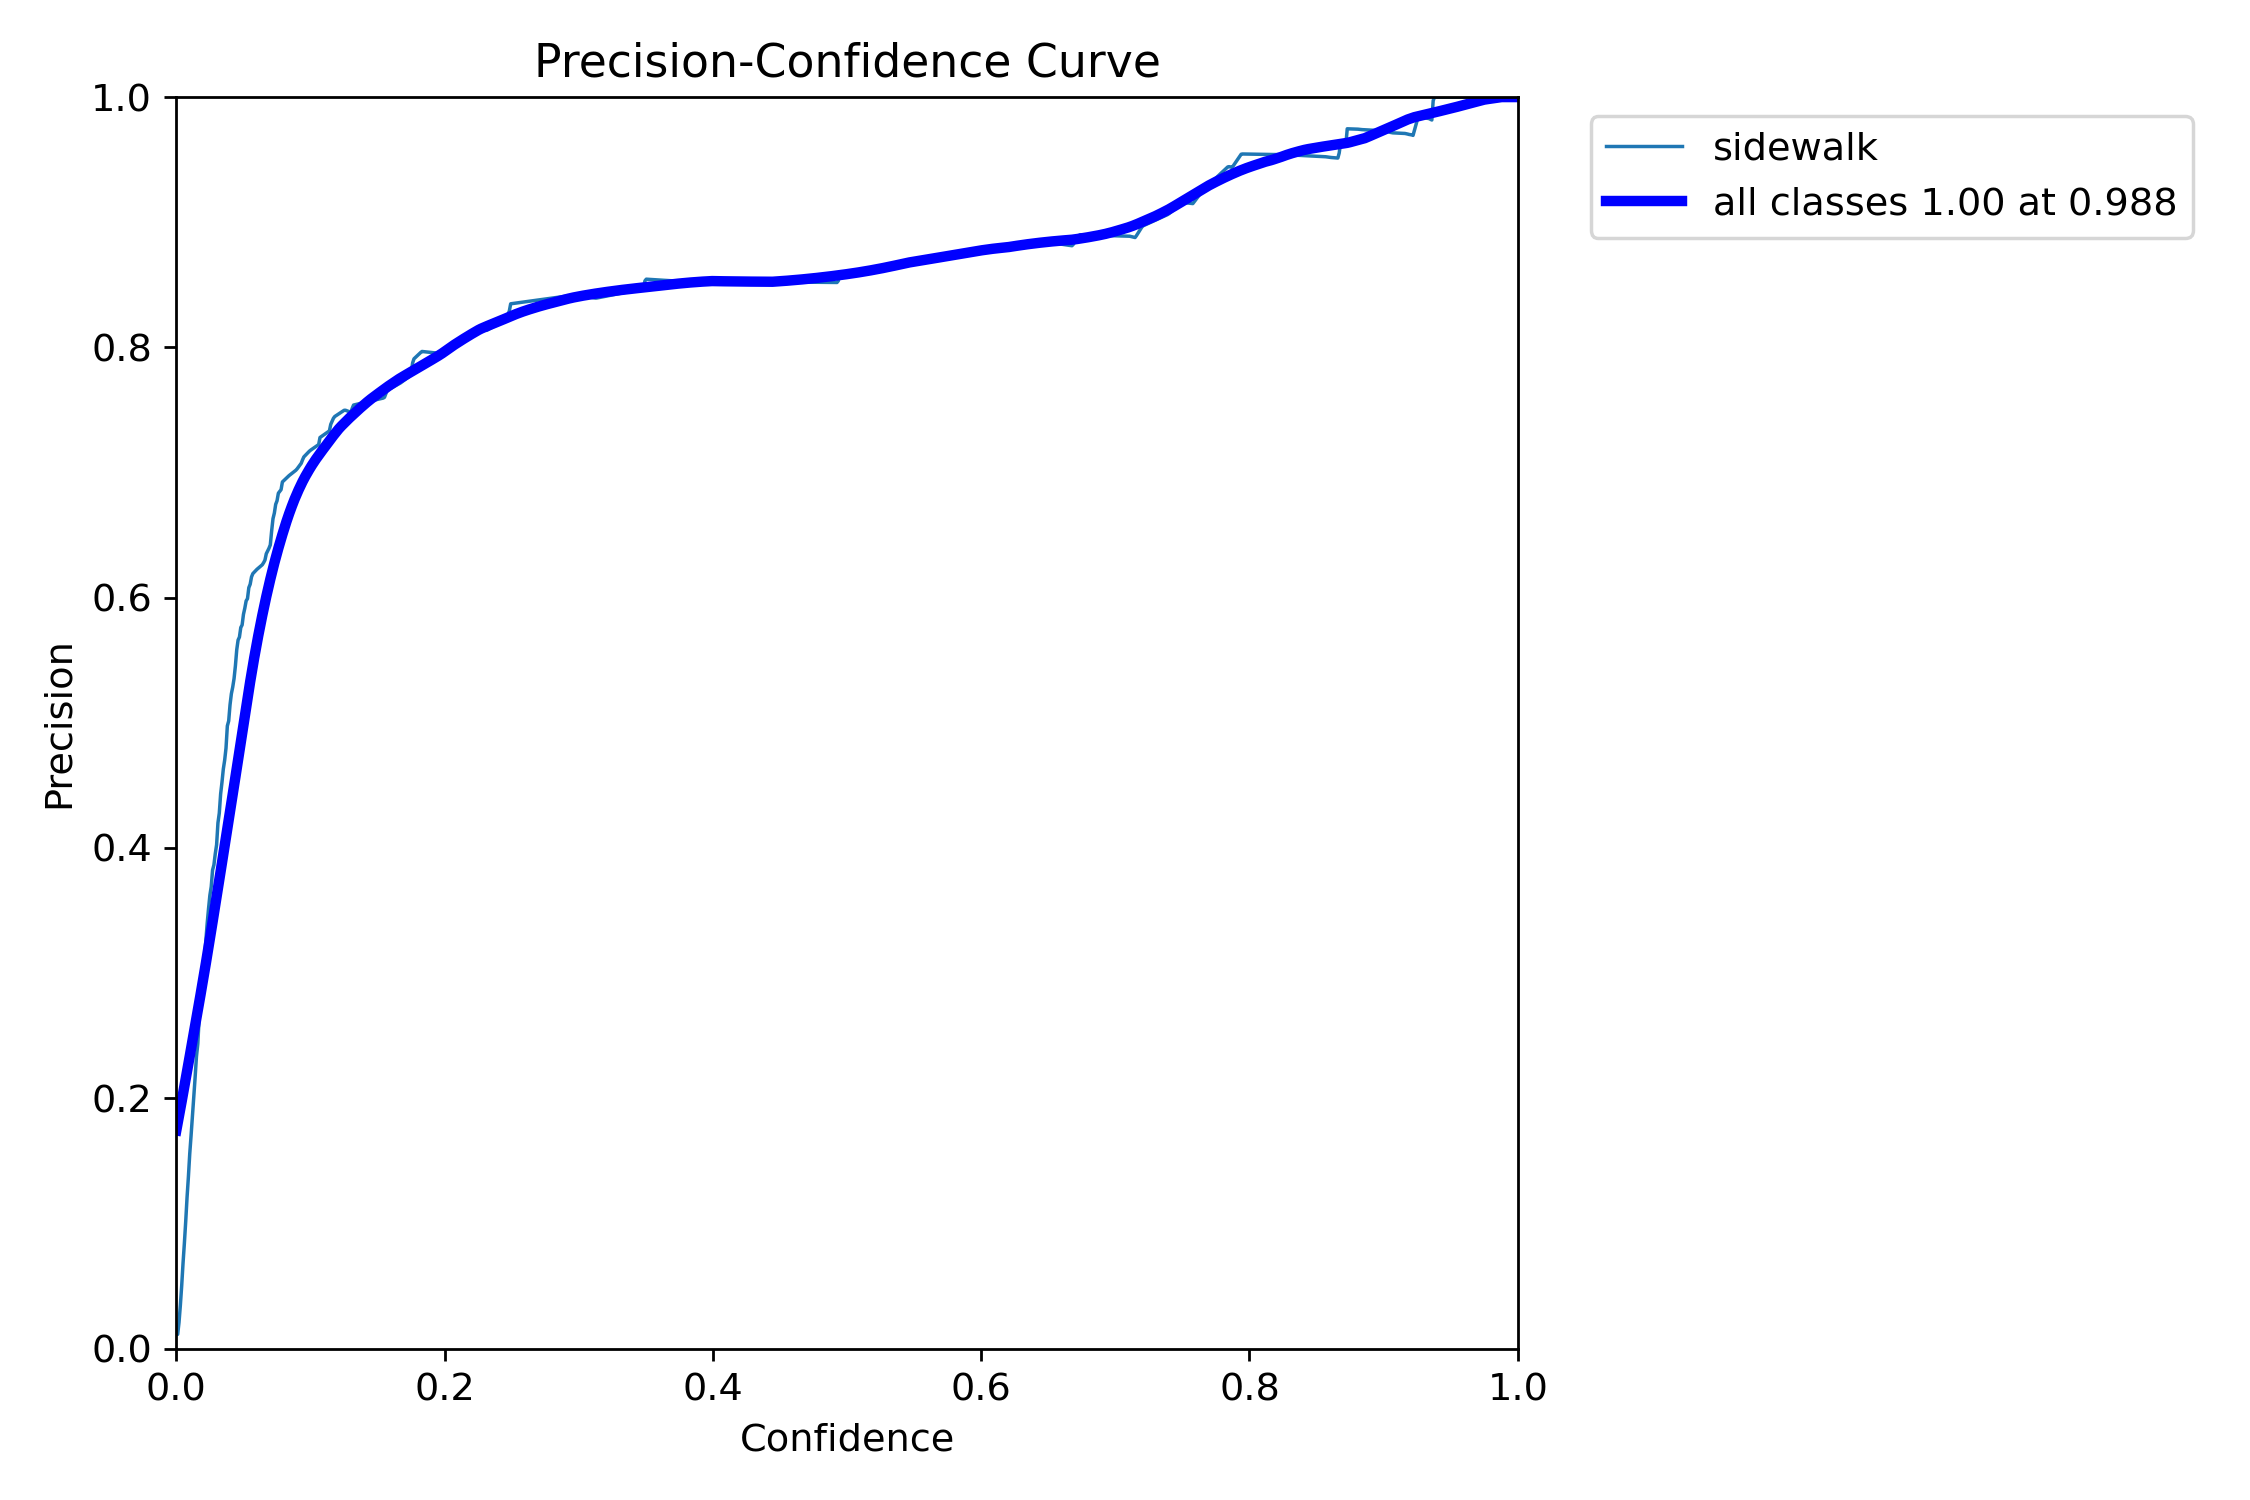 Precision-Confidence Curve
1.0
0.8
0.6
0.4
0.2
0.0
Precision
0.0 0.2 0.4 0.6 0.8 1.0
Confidence
sidewalk
all classes 1.00 at 0.988